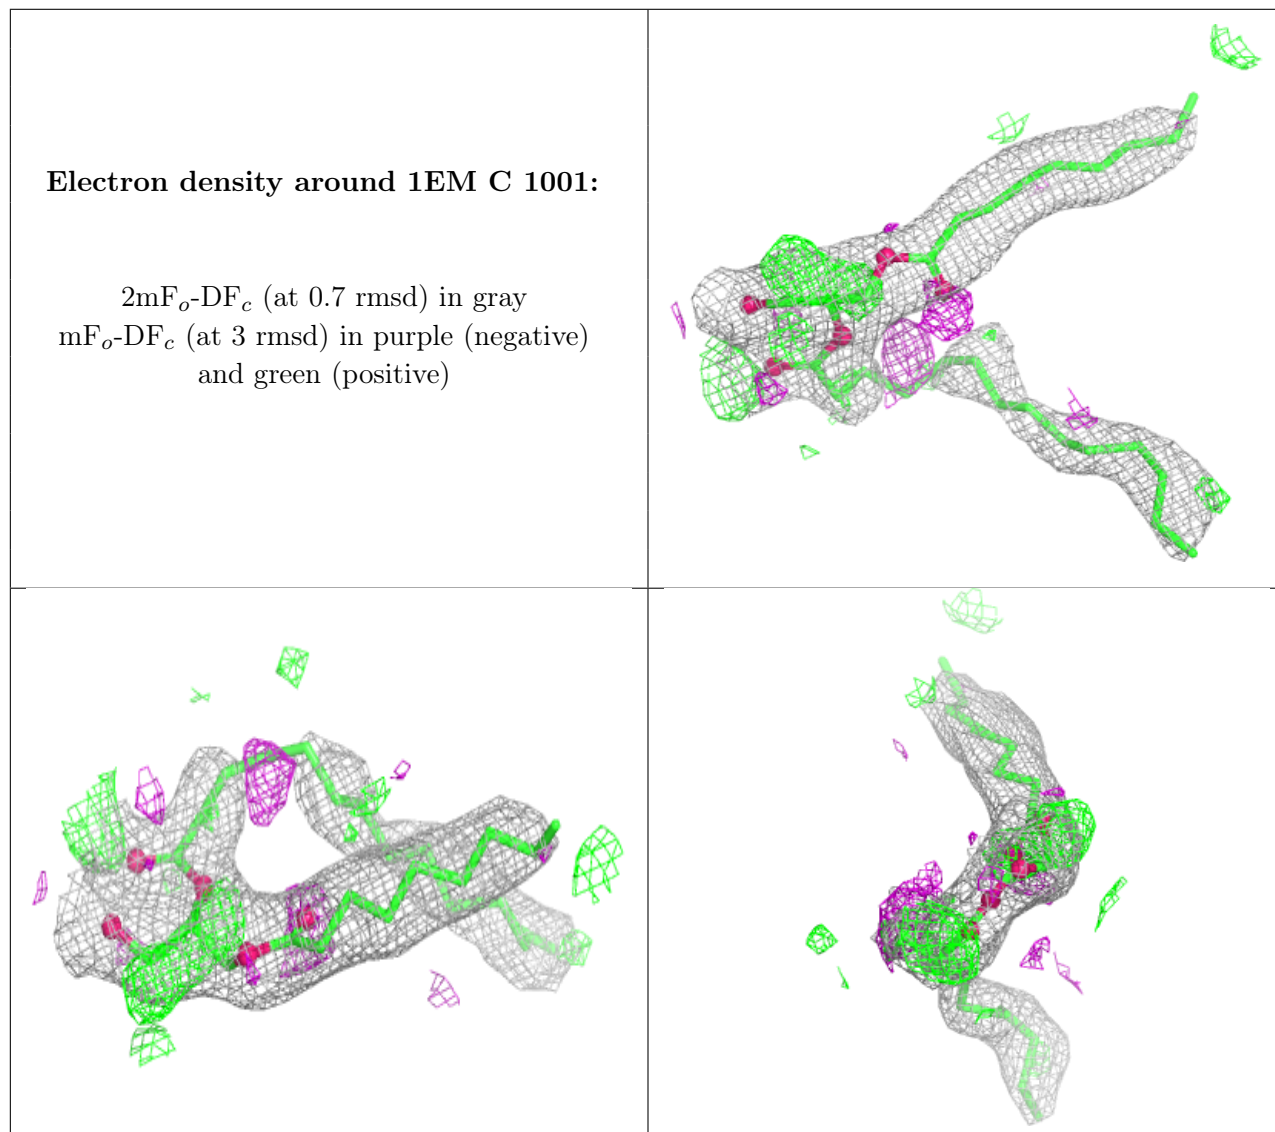 Electron density around 1EM C 1001:
2mFo-DFc (at 0.7 rmsd) in gray
mFo-DFc (at 3 rmsd) in purple (negative)
and green (positive)